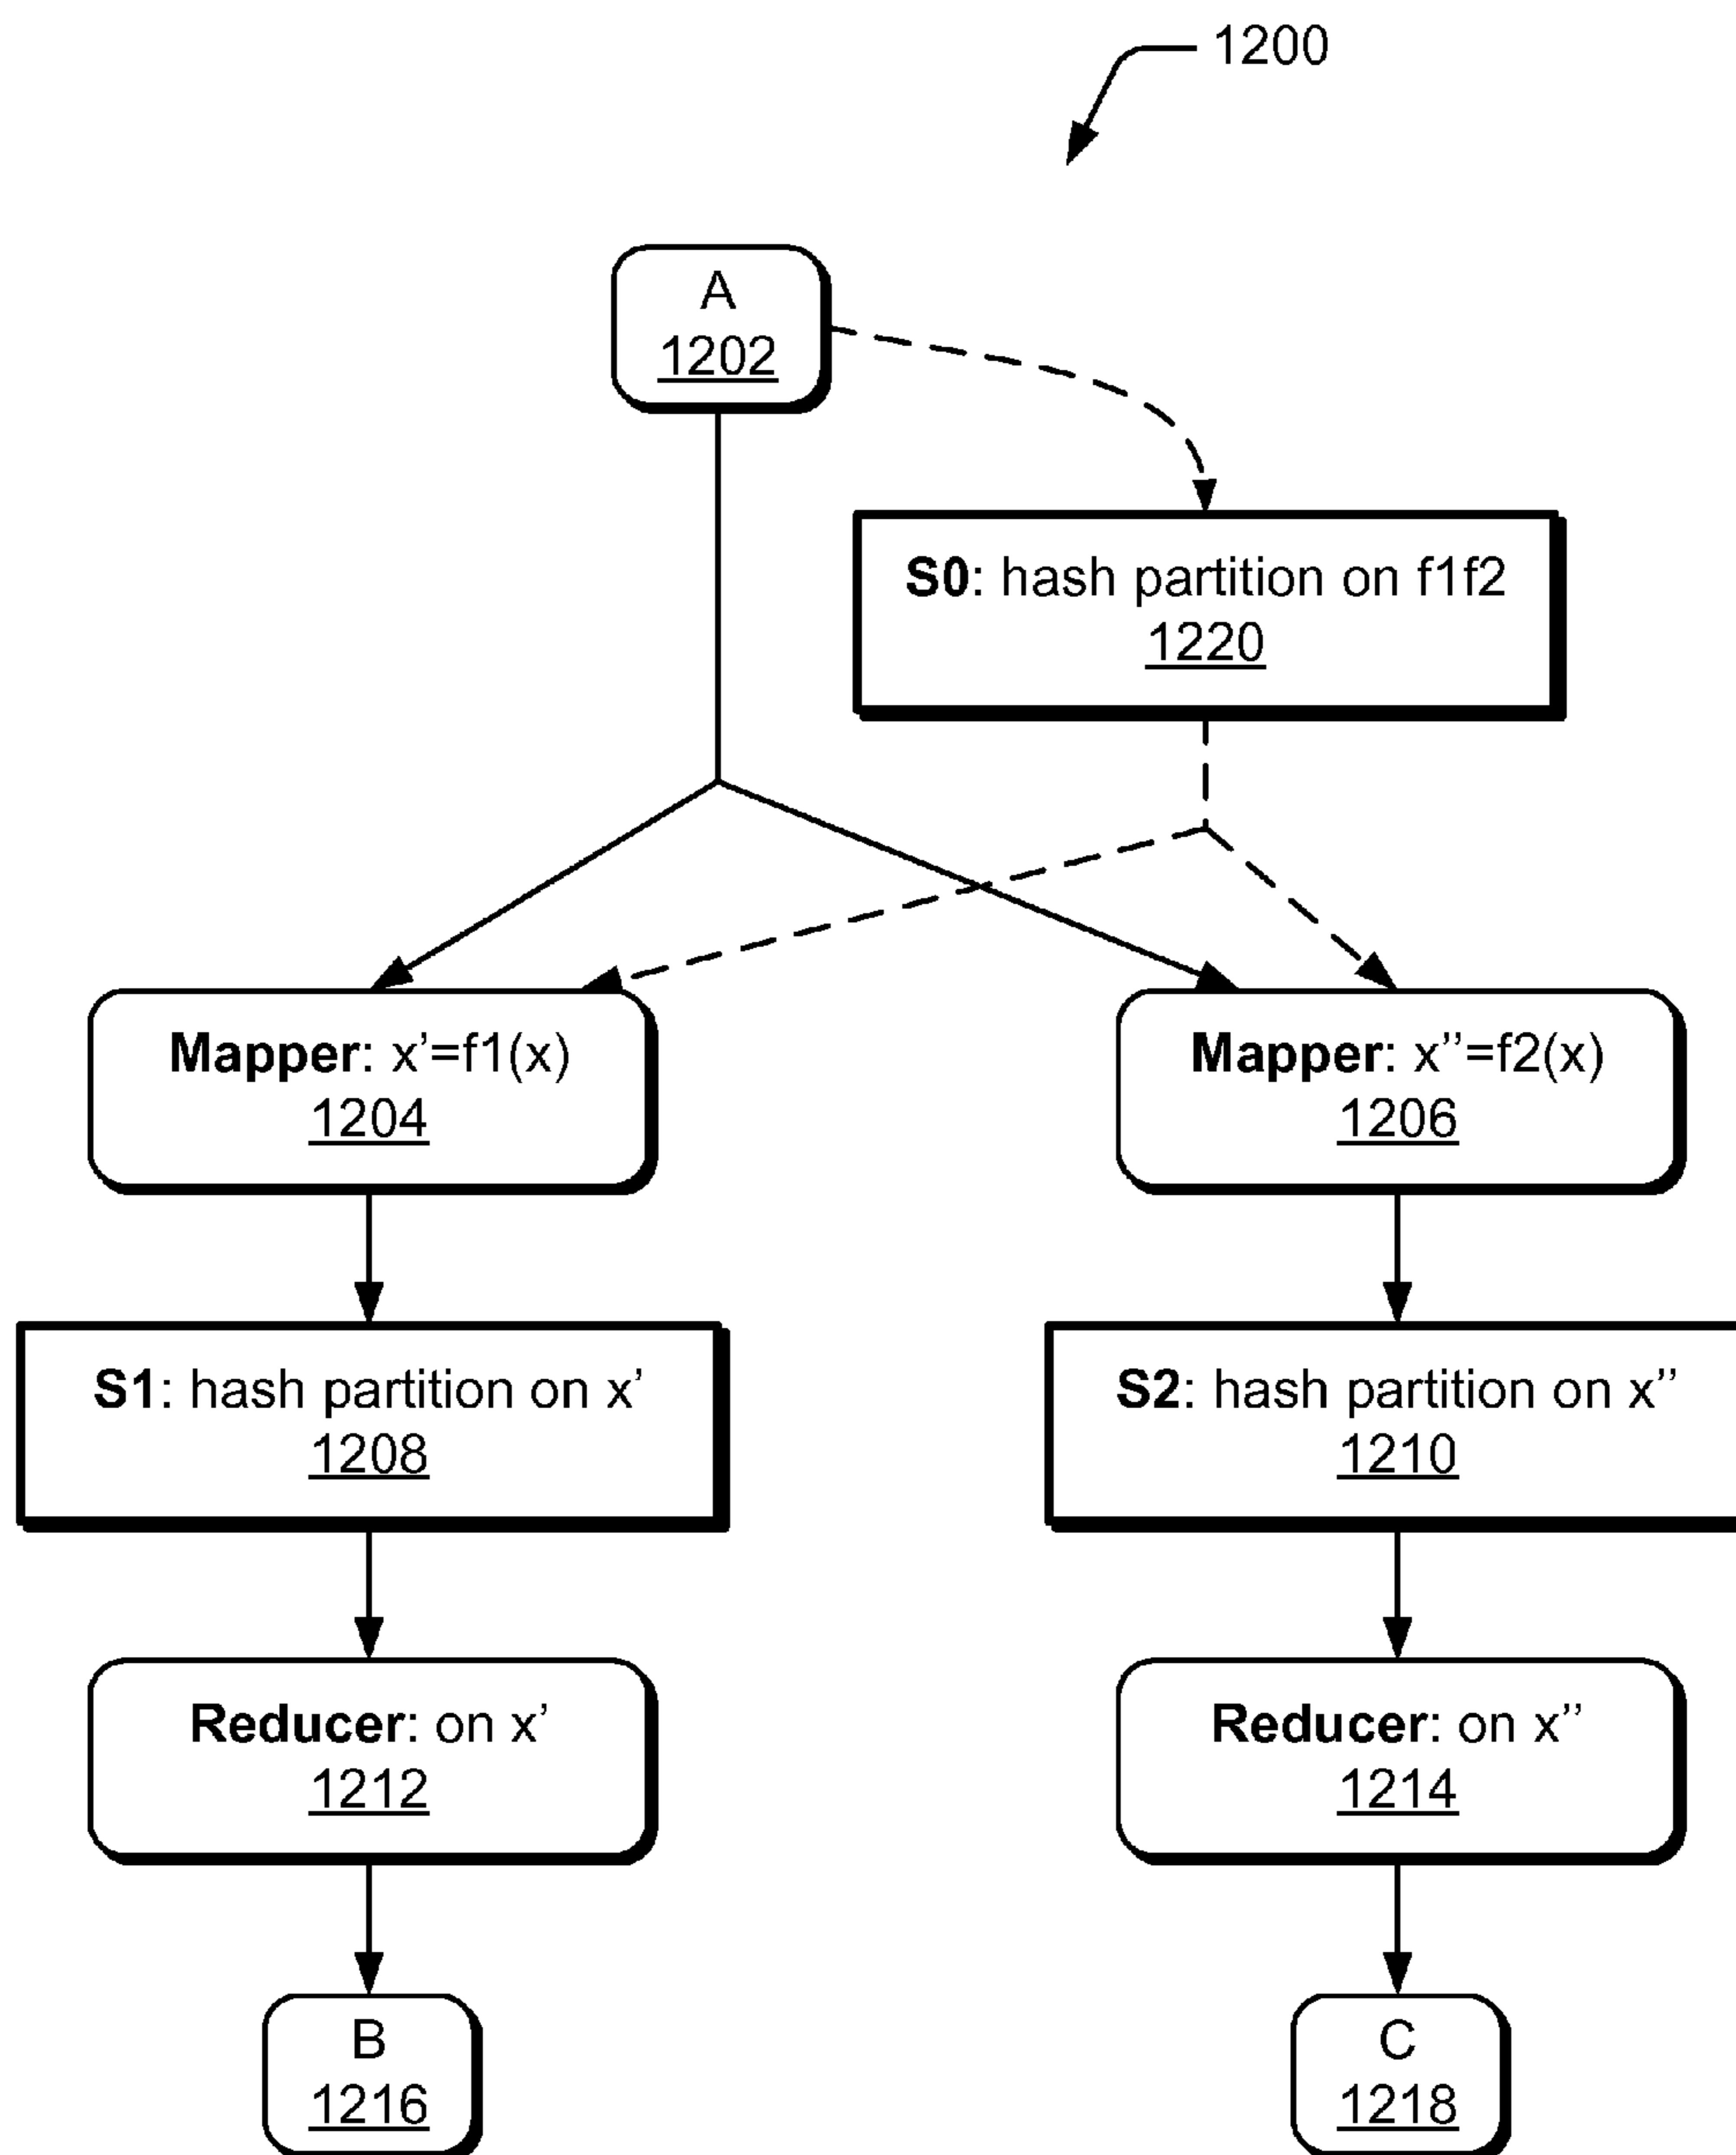 1200
A
1202
S0: hash partition on f1f2
1220
Mapper: x’=f1(x)
1204
Mapper: x’’=f2(x)
1206
S1: hash partition on x’
1208
S2: hash partition on x’’
1210
Reducer: on x’
1212
Reducer: on x’’
1214
B
1216
C
1218